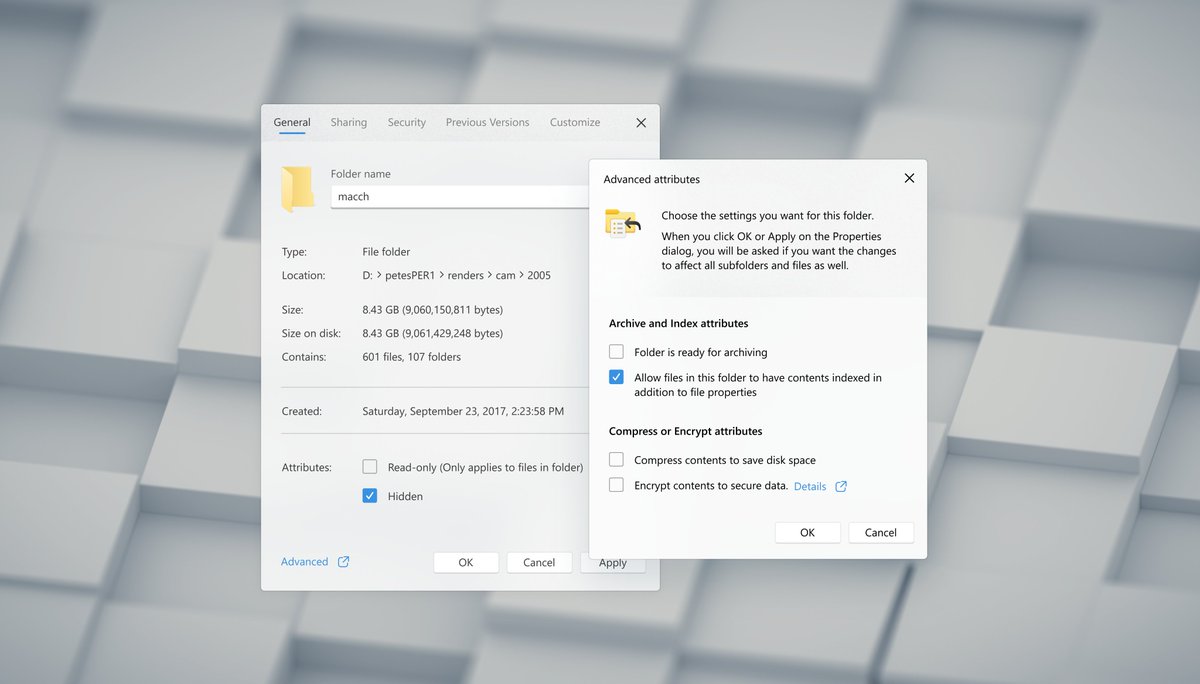 General Sharing Security Previous Versions Customize
Folder name
macch
Type: File folder
Location: D: > petesPER1 > renders > cam > 2005
Size: 8.43 GB (9,060,150,811 bytes)
Size on disk: 8.43 GB (9,061,429,248 bytes)
Contains: 601 files, 107 folders
Created: Saturday, September 23, 2017, 2:23:58 PM
Attributes: Read-only (Only applies to files in folder)
Hidden
Advanced OK Cancel Apply
Advanced attributes
Choose the settings you want for this folder.
When you click OK or Apply on the Properties
dialog, you will be asked if you want the changes
to affect all subfolders and files as well.
Archive and Index attributes
Folder is ready for archiving
Allow files in this folder to have contents indexed in
addition to file properties
Compress or Encrypt attributes
Compress contents to save disk space
Encrypt contents to secure data. Details
OK Cancel